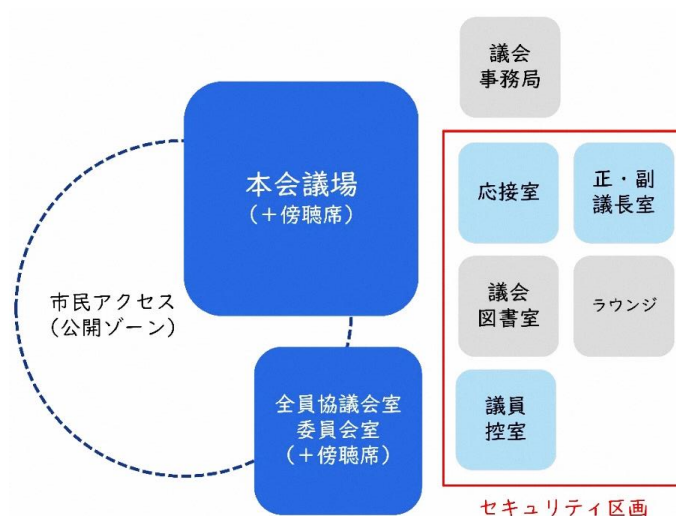 議会
事務局
本会議場
（＋傍聴席）
応接室
正・副
議長室
市民アクセス
（公開ゾーン）
議会
図書室
ラウンジ
全員協議会室
委員会室
（＋傍聴席）
議員
控室
セキュリティ区画